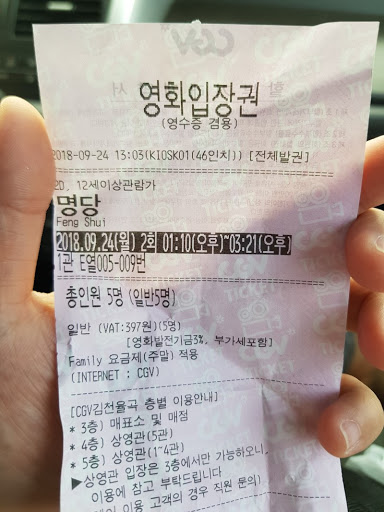 CGV
영화입장권
(영수증 겸용)
2018-09-24 13:03(KIOSK01(46인치)) [전체발권]
2D, 12세이상관람가
명당
Feng Shui
2018.09.24(월) 2회 01:10(오후)~03:21(오후)
1관 E열005-009번
총인원 5명 (일반5명)
일반 (VAT:397원)(5명)
[영화발전기금3%, 부가세포함]
Family 요금제(주말) 적용
(INTERNET : CGV)
[CGV김천율곡 층별 이용안내]
* 3층) 매표소 및 매점
* 4층) 상영관(5관)
* 5층) 상영관(1~4관)
▶상영관 입장은 3층에서만 가능하오니,
이용에 참고 부탁드립니다
이용 고객의 경우 직원 문의)